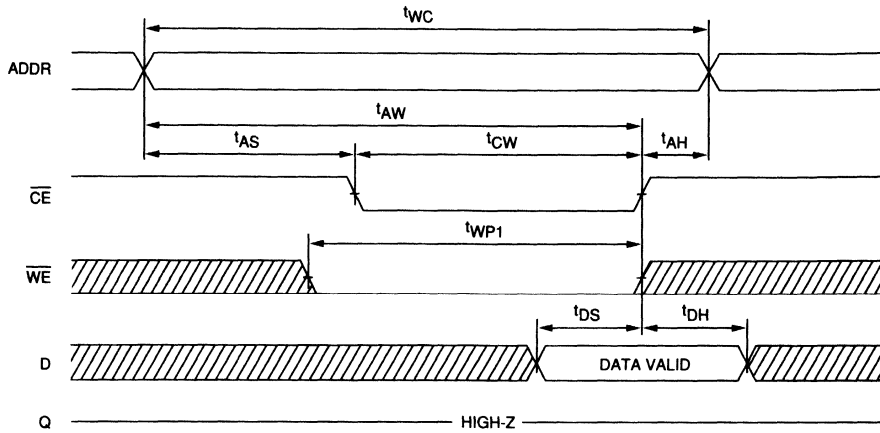 tWC
ADDR
tAW
tAS
tCW
tAH
CE
tWP1
WE
tDS
tDH
D
DATA VALID
Q
HIGH-Z